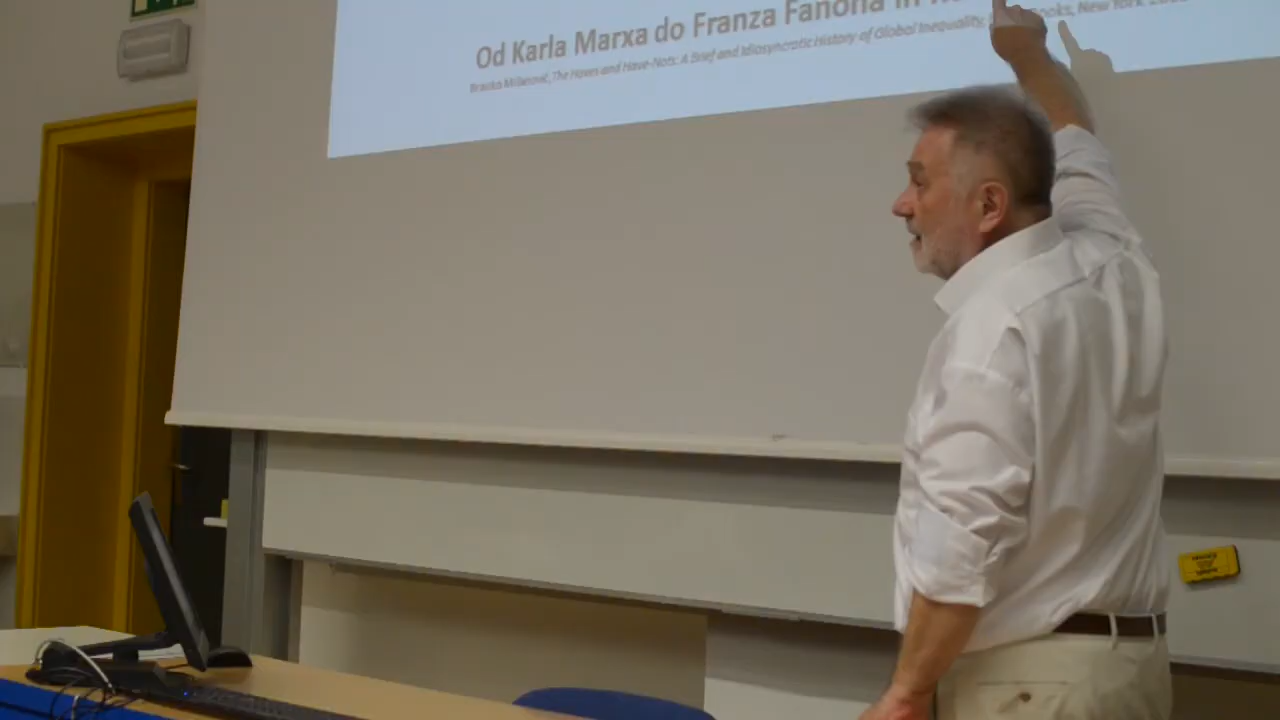 Od Karla Marxa do Franza Fanona in
Branko Milanović, The Haves and Have-Nots: A Brief and Idiosyncratic History of Global Inequality, Books, New York